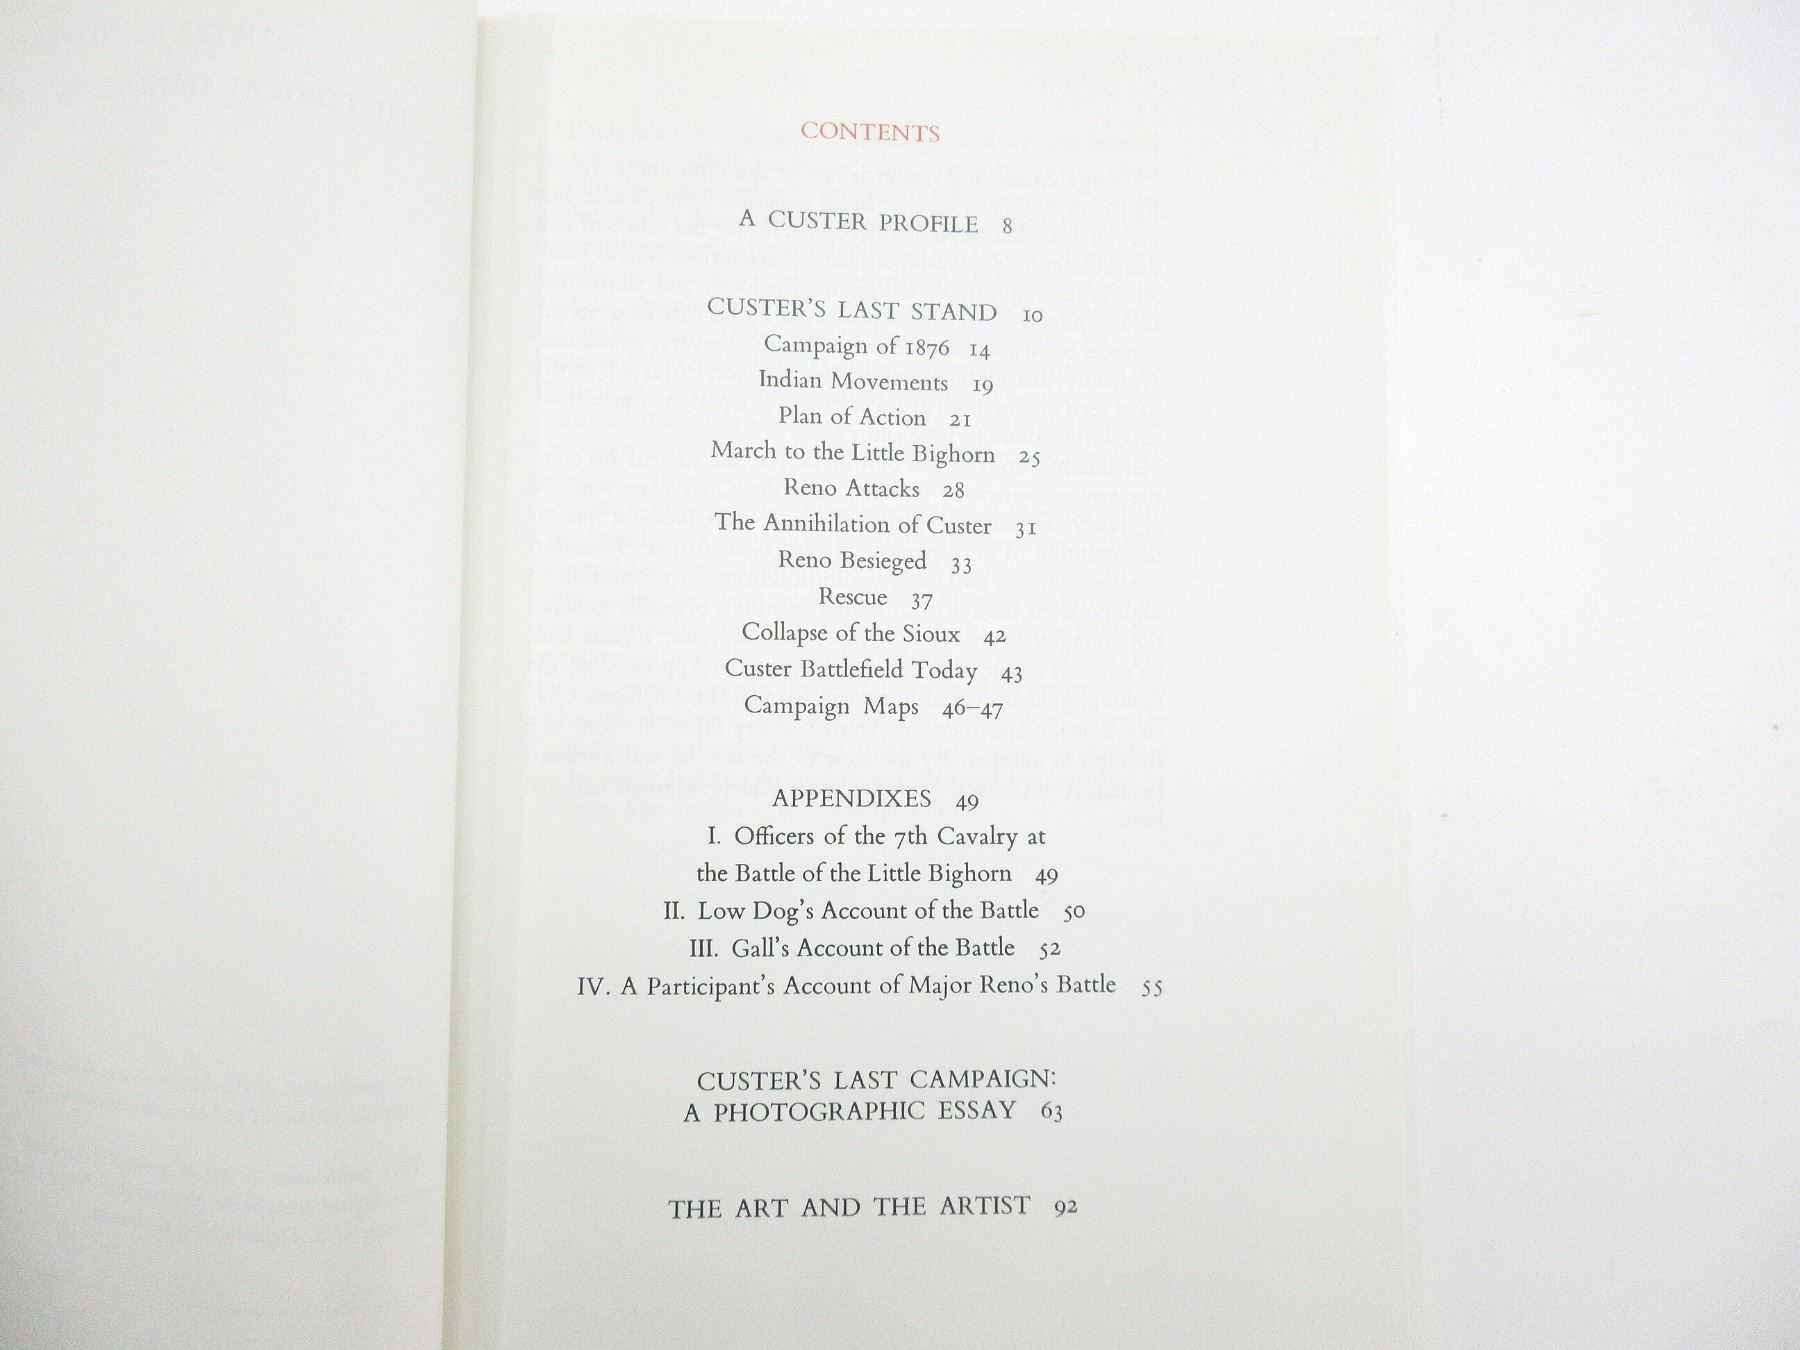 CONTENTS
A CUSTER PROFILE 8
CUSTER'S LAST STAND 10
Campaign of 1876 14
Indian Movements 19
Plan of Action 21
March to the Little Bighorn 25
Reno Attacks 28
The Annihilation of Custer 31
Reno Besieged 33
Rescue 37
Collapse of the Sioux 42
Custer Battlefield Today 43
Campaign Maps 46–47
APPENDIXES 49
I. Officers of the 7th Cavalry at
the Battle of the Little Bighorn 49
II. Low Dog's Account of the Battle 50
III. Gall's Account of the Battle 52
IV. A Participant's Account of Major Reno's Battle 55
CUSTER'S LAST CAMPAIGN:
A PHOTOGRAPHIC ESSAY 63
THE ART AND THE ARTIST 92